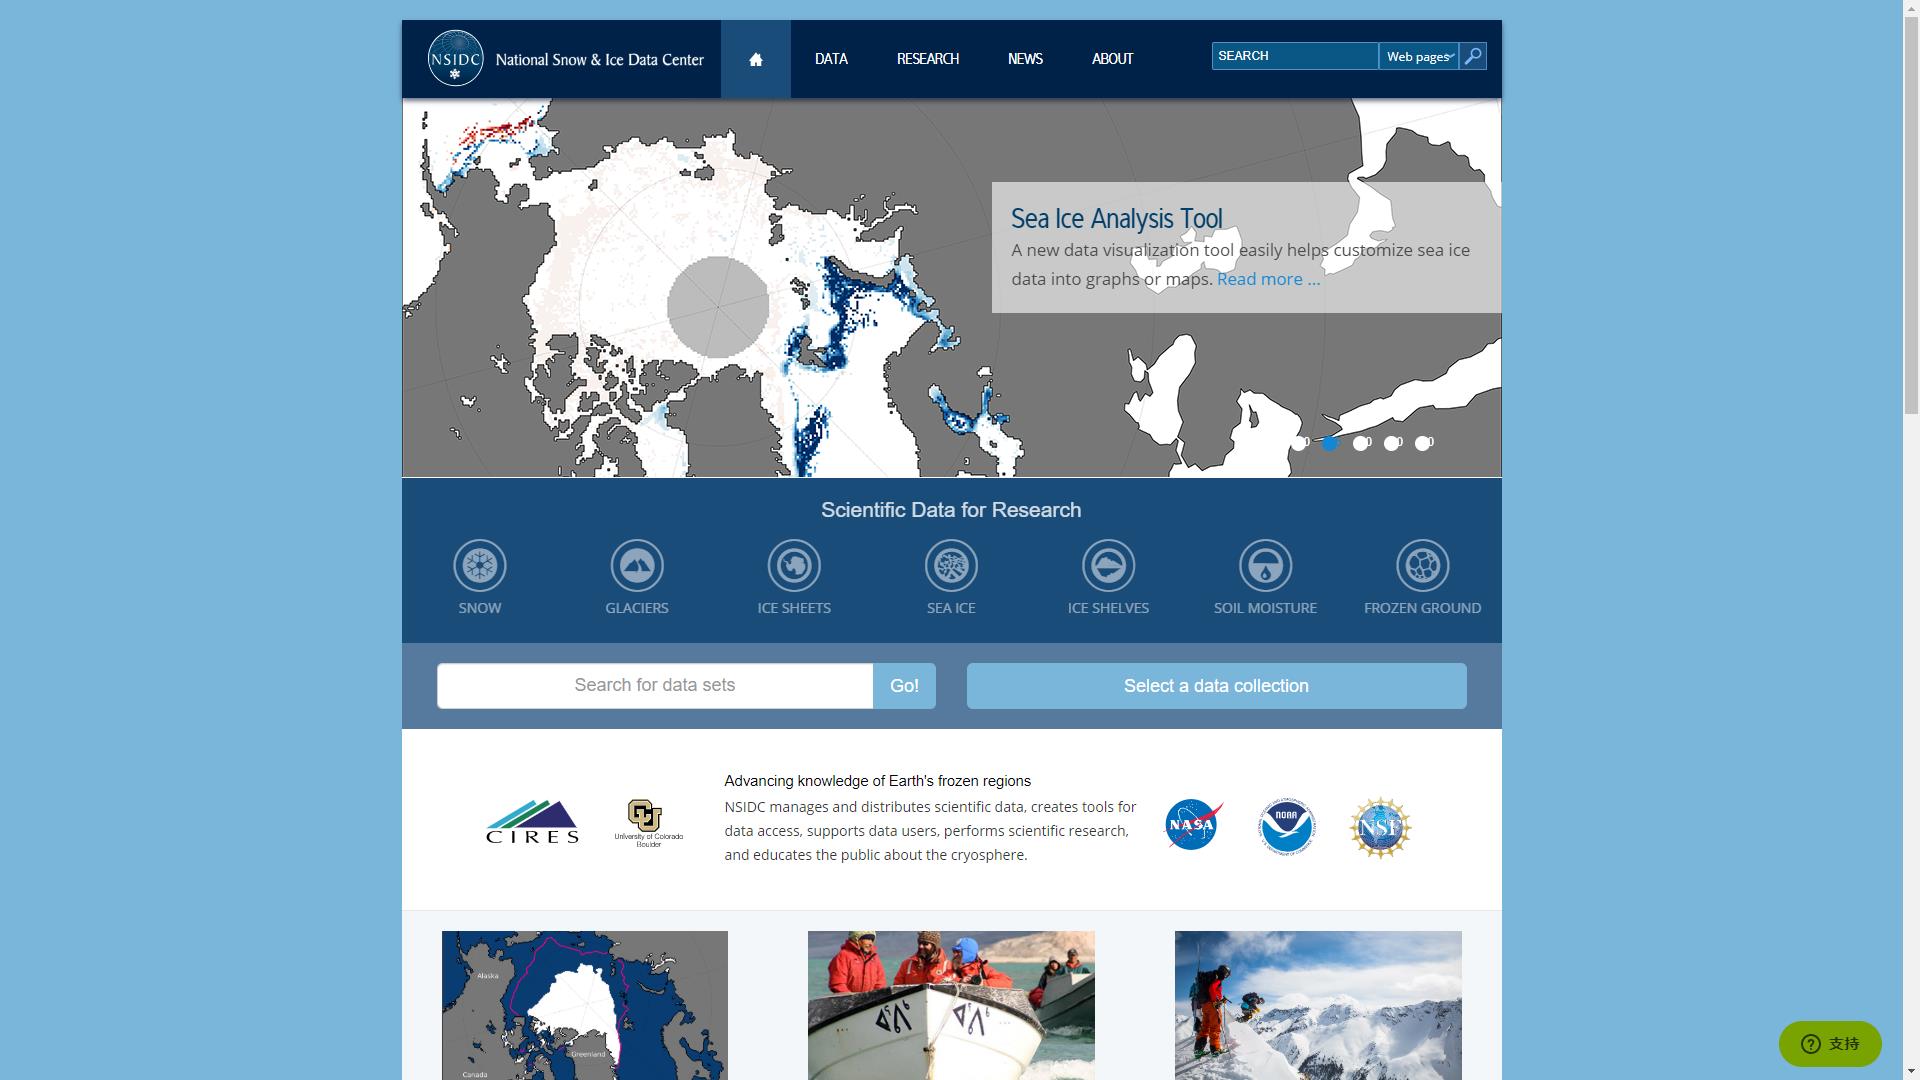 NSIDC
National Snow & Ice Data Center
DATA
RESEARCH
NEWS
ABOUT
SEARCH
Web pages
Sea Ice Analysis Tool
A new data visualization tool easily helps customize sea ice
data into graphs or maps. Read more ...
Scientific Data for Research
SNOW
GLACIERS
ICE SHEETS
SEA ICE
ICE SHELVES
SOIL MOISTURE
FROZEN GROUND
Search for data sets
Go!
Select a data collection
Advancing knowledge of Earth's frozen regions
NSIDC manages and distributes scientific data, creates tools for
data access, supports data users, performs scientific research,
and educates the public about the cryosphere.
CIRES
CU
University of Colorado
Boulder
NASA
NOAA
NSF
Alaska
Greenland
Canada
ᐱᕕ
支持